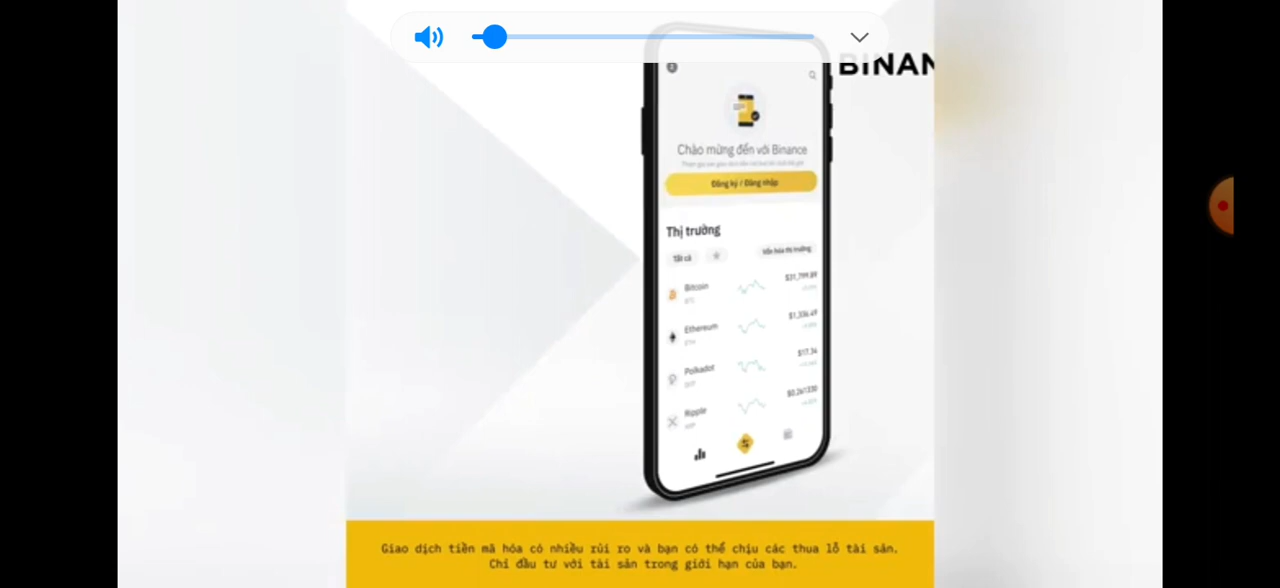 BINAN
Chào mừng đến với Binance
Đăng ký / Đăng nhập
Thị trường
Tất cả
Vốn hóa thị trường
Bitcoin
$31,799.89
BTC
Ethereum
$1,336.49
ETH
Polkadot
$17.34
DOT
Ripple
$0.261330
XRP
Giao dịch tiền mã hóa có nhiều rủi ro và bạn có thể chịu các thua lỗ tài sản.
Chỉ đầu tư với tài sản trong giới hạn của bạn.